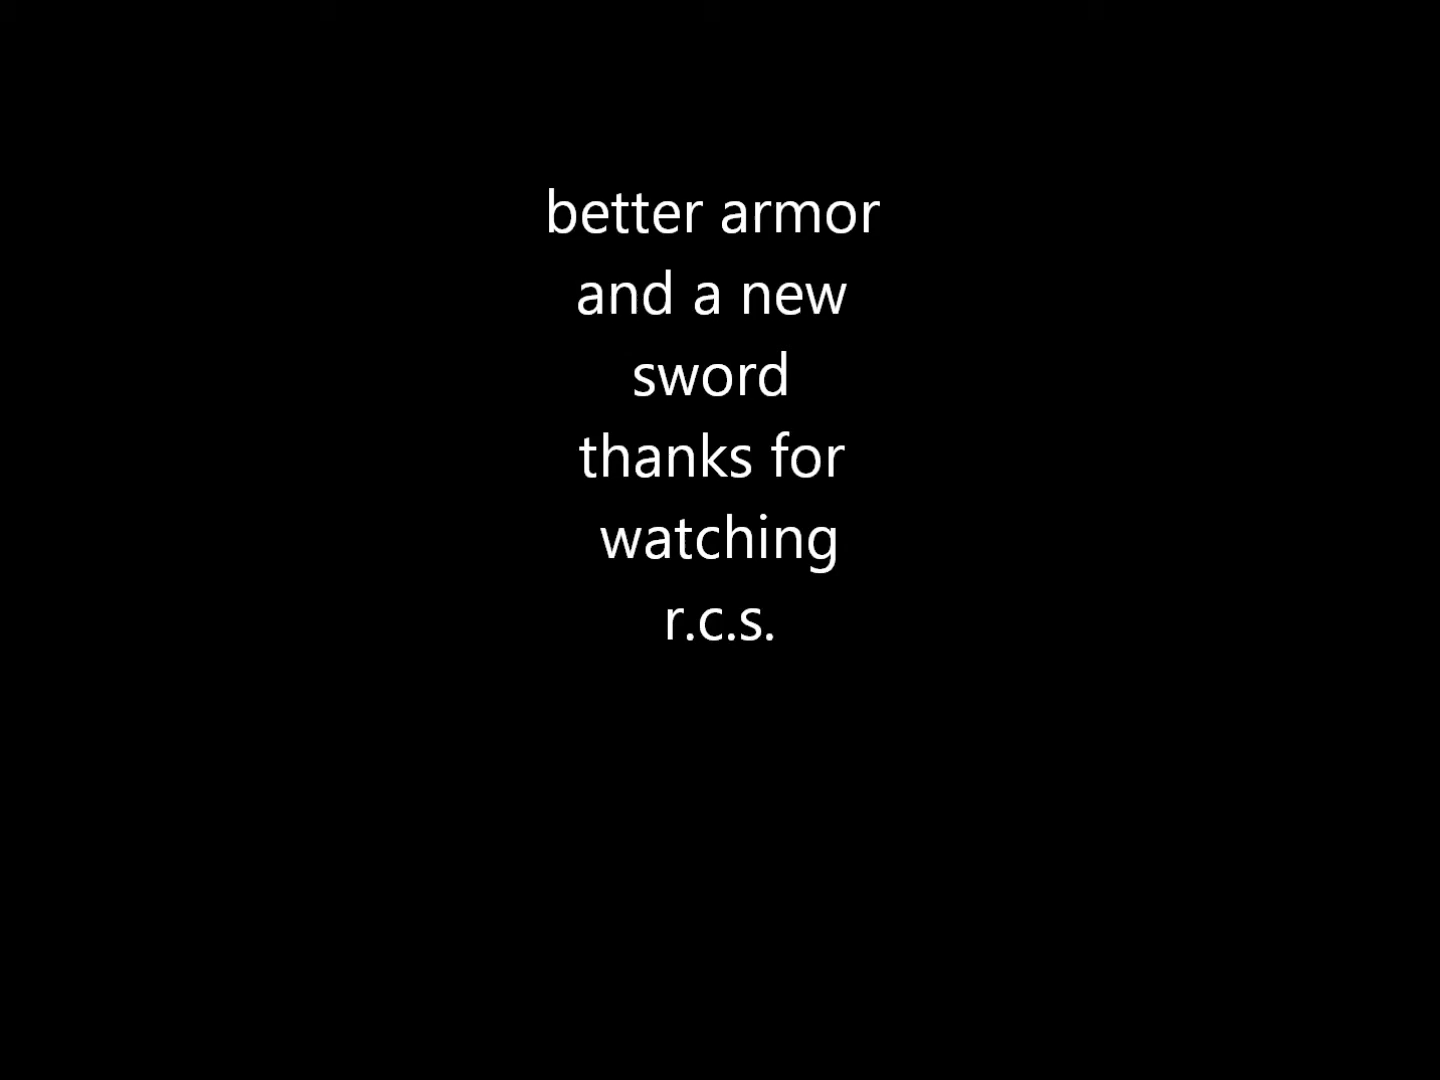 better armor
and a new
sword
thanks for
watching
r.c.s.